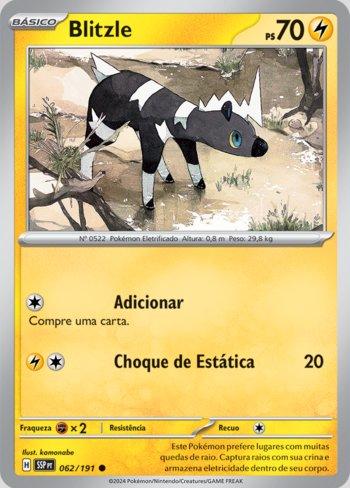 BÁSICO
Blitzle
PS 70
Nº 0522 Pokémon Eletrificado Altura: 0,8 m Peso: 29,8 kg
Adicionar
Compre uma carta.
Choque de Estática 20
Fraqueza × 2 Resistência Recuo
Ilust. komonabe
H SSP PT 062/191
Este Pokémon prefere lugares com muitas
quedas de raio. Captura raios com sua crina e
armazena eletricidade dentro de seu corpo.
©2024 Pokémon/Nintendo/Creatures/GAME FREAK